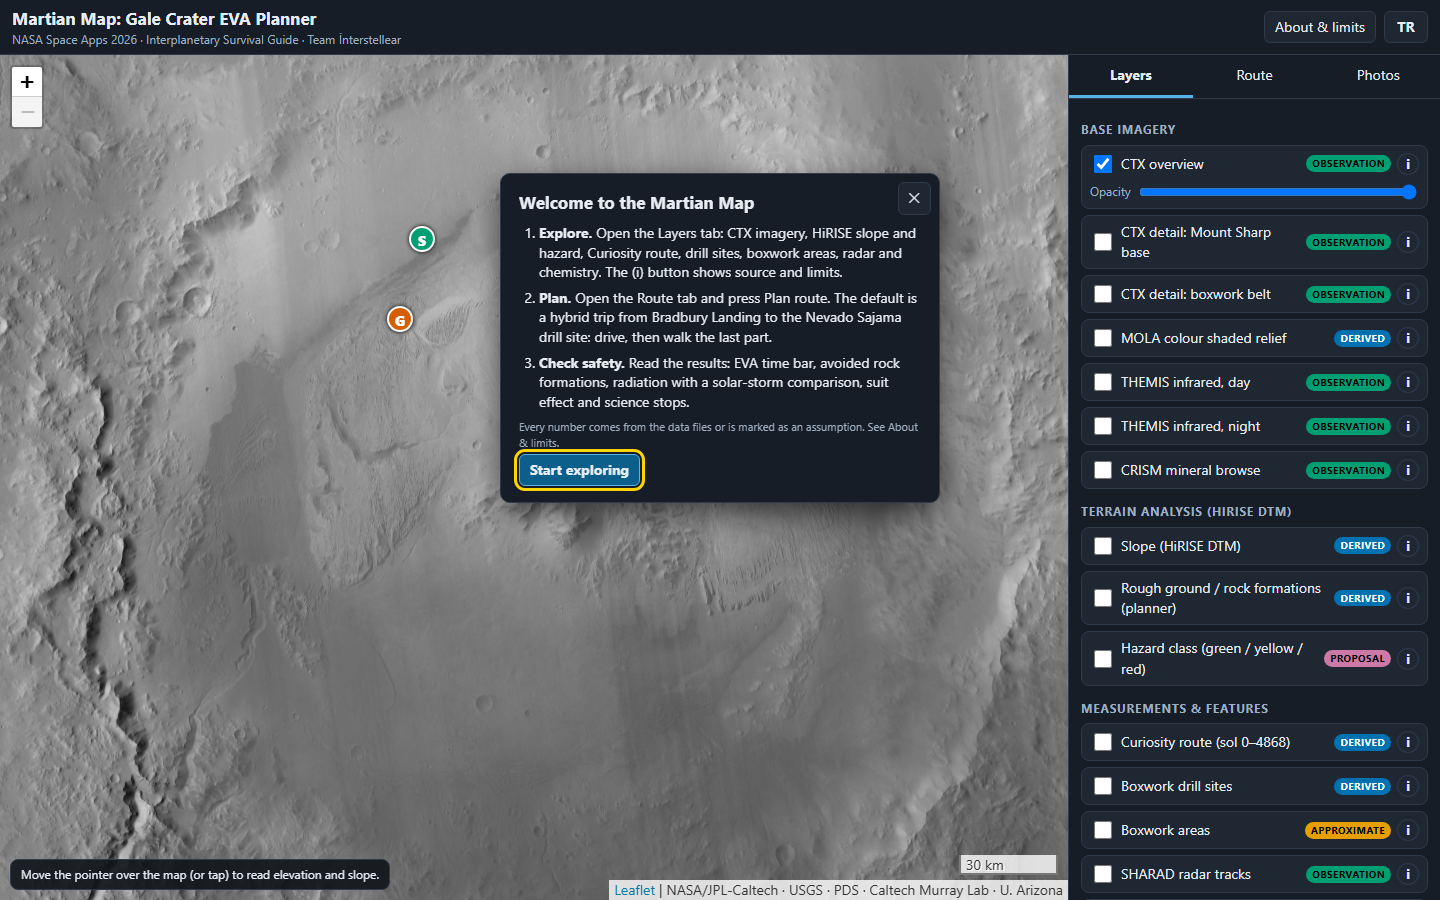 Martian Map: Gale Crater EVA Planner
NASA Space Apps 2026 · Interplanetary Survival Guide · Team İnterstellear
About & limits
TR
+
−
S
G
Welcome to the Martian Map
×
1. Explore. Open the Layers tab: CTX imagery, HiRISE slope and
hazard, Curiosity route, drill sites, boxwork areas, radar and
chemistry. The (i) button shows source and limits.
2. Plan. Open the Route tab and press Plan route. The default is
a hybrid trip from Bradbury Landing to the Nevado Sajama
drill site: drive, then walk the last part.
3. Check safety. Read the results: EVA time bar, avoided rock
formations, radiation with a solar-storm comparison, suit
effect and science stops.
Every number comes from the data files or is marked as an assumption. See About
& limits.
Start exploring
Move the pointer over the map (or tap) to read elevation and slope.
30 km
Leaflet | NASA/JPL-Caltech · USGS · PDS · Caltech Murray Lab · U. Arizona
Layers
Route
Photos
BASE IMAGERY
CTX overview OBSERVATION i
Opacity
CTX detail: Mount Sharp
base
OBSERVATION i
CTX detail: boxwork belt OBSERVATION i
MOLA colour shaded relief DERIVED i
THEMIS infrared, day OBSERVATION i
THEMIS infrared, night OBSERVATION i
CRISM mineral browse OBSERVATION i
TERRAIN ANALYSIS (HIRISE DTM)
Slope (HiRISE DTM) DERIVED i
Rough ground / rock formations
(planner)
DERIVED i
Hazard class (green / yellow /
red)
PROPOSAL i
MEASUREMENTS & FEATURES
Curiosity route (sol 0–4868) DERIVED i
Boxwork drill sites DERIVED i
Boxwork areas APPROXIMATE i
SHARAD radar tracks OBSERVATION i